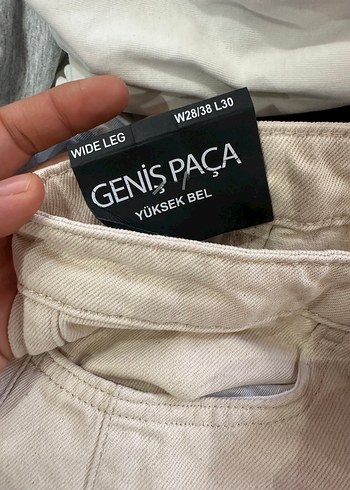 WIDE LEG
W28/38 L30
GENİŞ PAÇA
YÜKSEK BEL